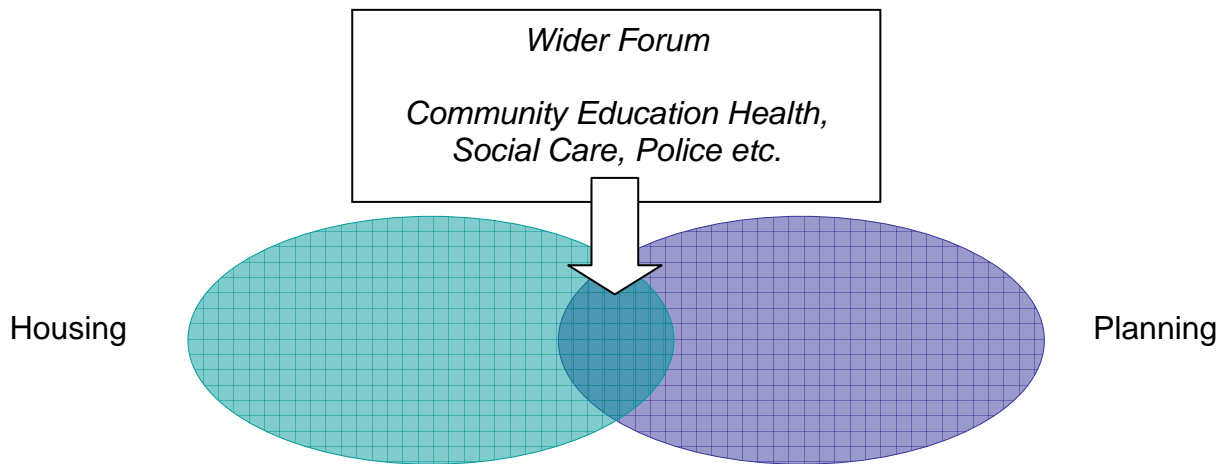 Wider Forum
Community Education Health,
Social Care, Police etc.
Housing
Planning